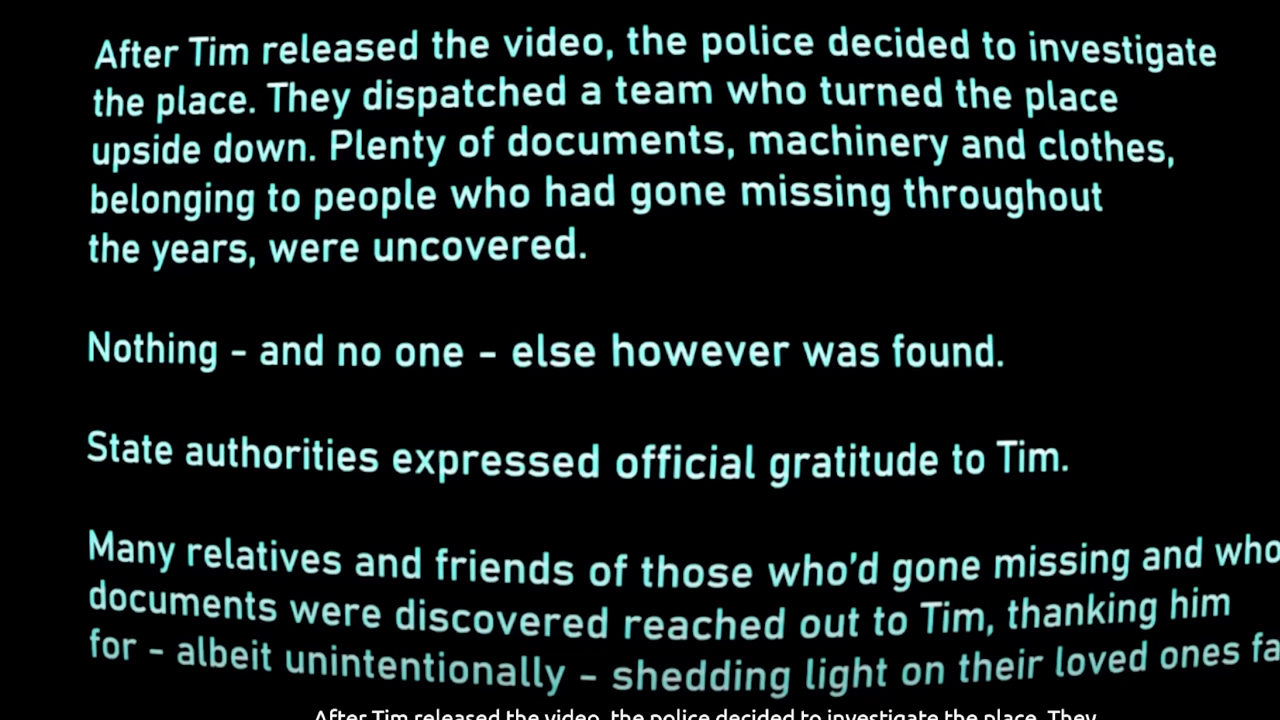 After Tim released the video, the police decided to investigate
the place. They dispatched a team who turned the place
upside down. Plenty of documents, machinery and clothes,
belonging to people who had gone missing throughout
the years, were uncovered.
Nothing – and no one – else however was found.
State authorities expressed official gratitude to Tim.
Many relatives and friends of those who'd gone missing and who
documents were discovered reached out to Tim, thanking him
for – albeit unintentionally – shedding light on their loved ones
After Tim released the video, the police decided to investigate the place. They